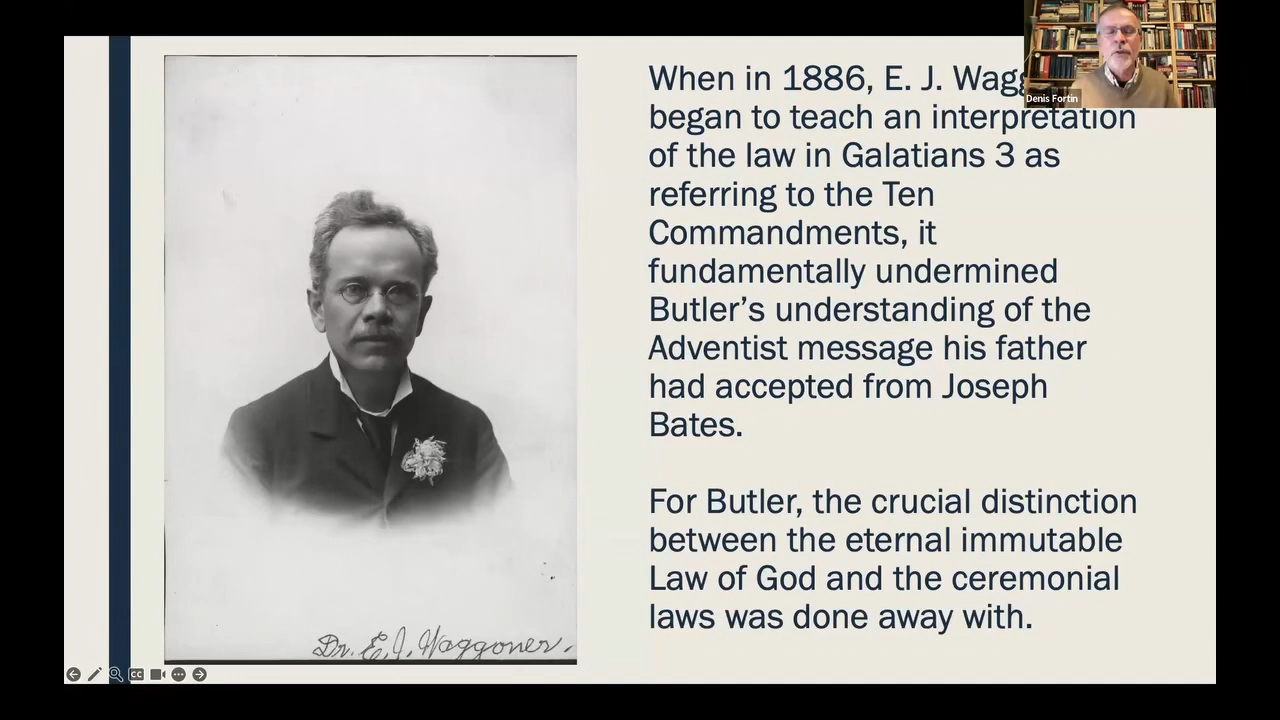 When in 1886, E. J.
began to teach an interpretation
of the law in Galatians 3 as
referring to the Ten
Commandments, it
fundamentally undermined
Butler’s understanding of the
Adventist message his father
had accepted from Joseph
Bates.
For Butler, the crucial distinction
between the eternal immutable
Law of God and the ceremonial
laws was done away with.
Dr. E. J. Waggoner.
Denis Fortin
CC